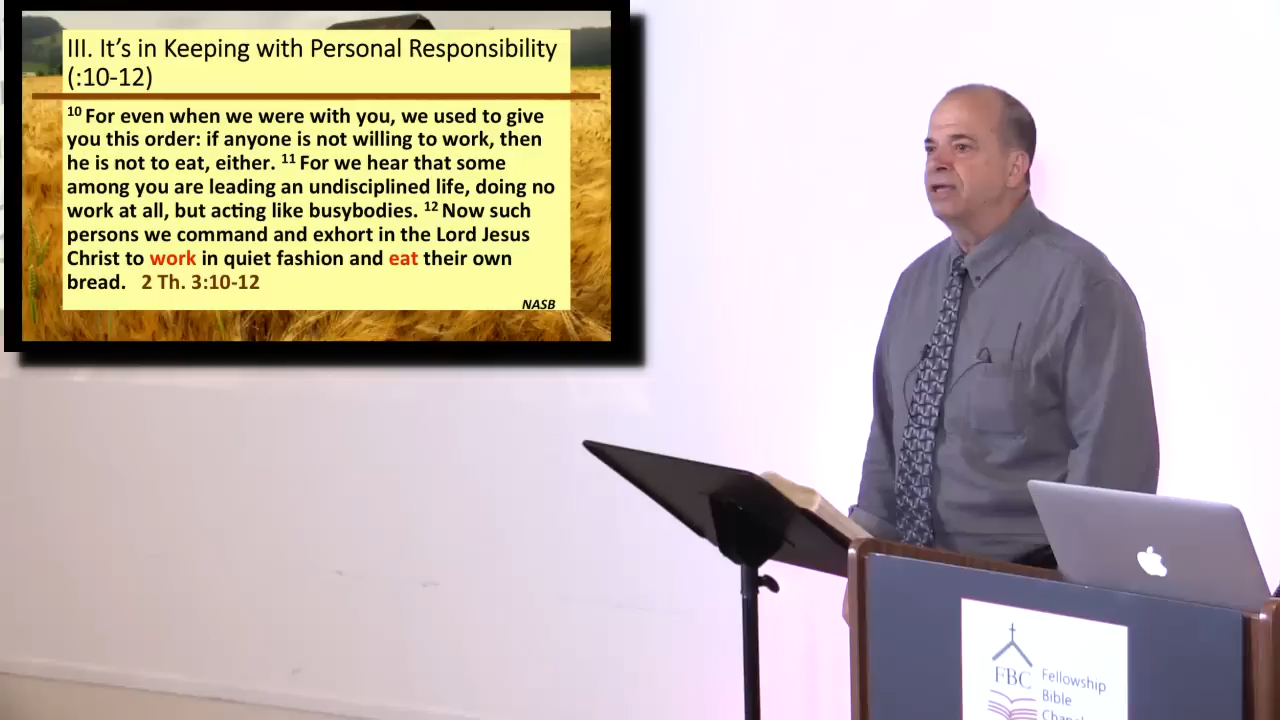 III. It's in Keeping with Personal Responsibility
(:10-12)
10 For even when we were with you, we used to give
you this order: if anyone is not willing to work, then
he is not to eat, either. 11 For we hear that some
among you are leading an undisciplined life, doing no
work at all, but acting like busybodies. 12 Now such
persons we command and exhort in the Lord Jesus
Christ to work in quiet fashion and eat their own
bread. 2 Th. 3:10-12
NASB
FBC
Fellowship
Bible